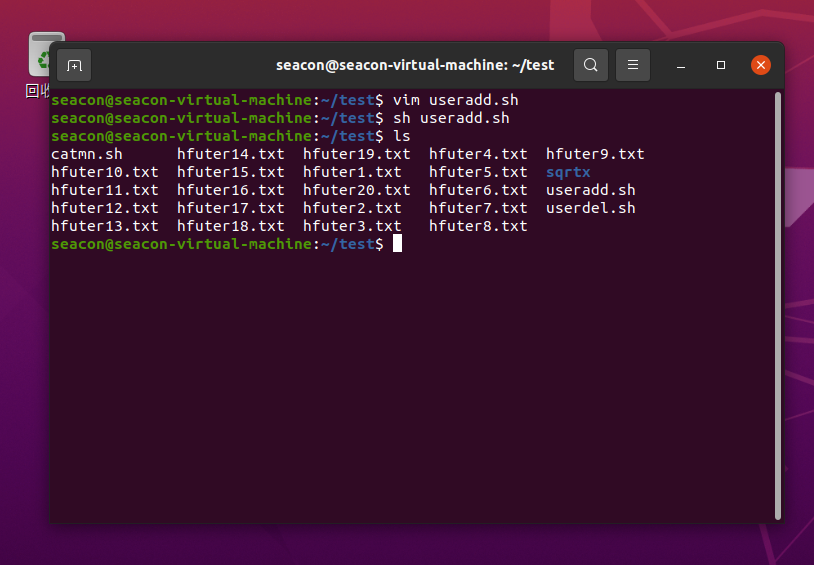 回收
seacon@seacon-virtual-machine: ~/test
seacon@seacon-virtual-machine:~/test$ vim useradd.sh
seacon@seacon-virtual-machine:~/test$ sh useradd.sh
seacon@seacon-virtual-machine:~/test$ ls
catmn.sh hfuter14.txt hfuter19.txt hfuter4.txt hfuter9.txt
hfuter10.txt hfuter15.txt hfuter1.txt hfuter5.txt sqrtx
hfuter11.txt hfuter16.txt hfuter20.txt hfuter6.txt useradd.sh
hfuter12.txt hfuter17.txt hfuter2.txt hfuter7.txt userdel.sh
hfuter13.txt hfuter18.txt hfuter3.txt hfuter8.txt
seacon@seacon-virtual-machine:~/test$